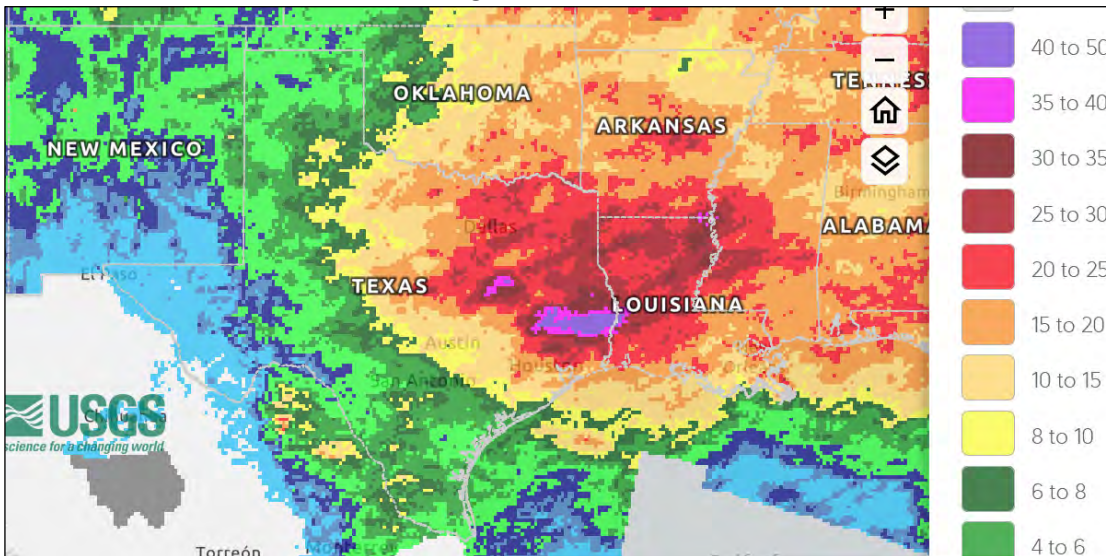 +
−
40 to 50
TENNES
OKLAHOMA
35 to 40
ARKANSAS
NEW MEXICO
30 to 35
Birmingham
25 to 30
Dallas
ALABAMA
El Paso
20 to 25
TEXAS
LOUISIANA
15 to 20
Austin
Houston
San Antonio
10 to 15
USGS
science for a changing world
8 to 10
6 to 8
4 to 6
Torreón